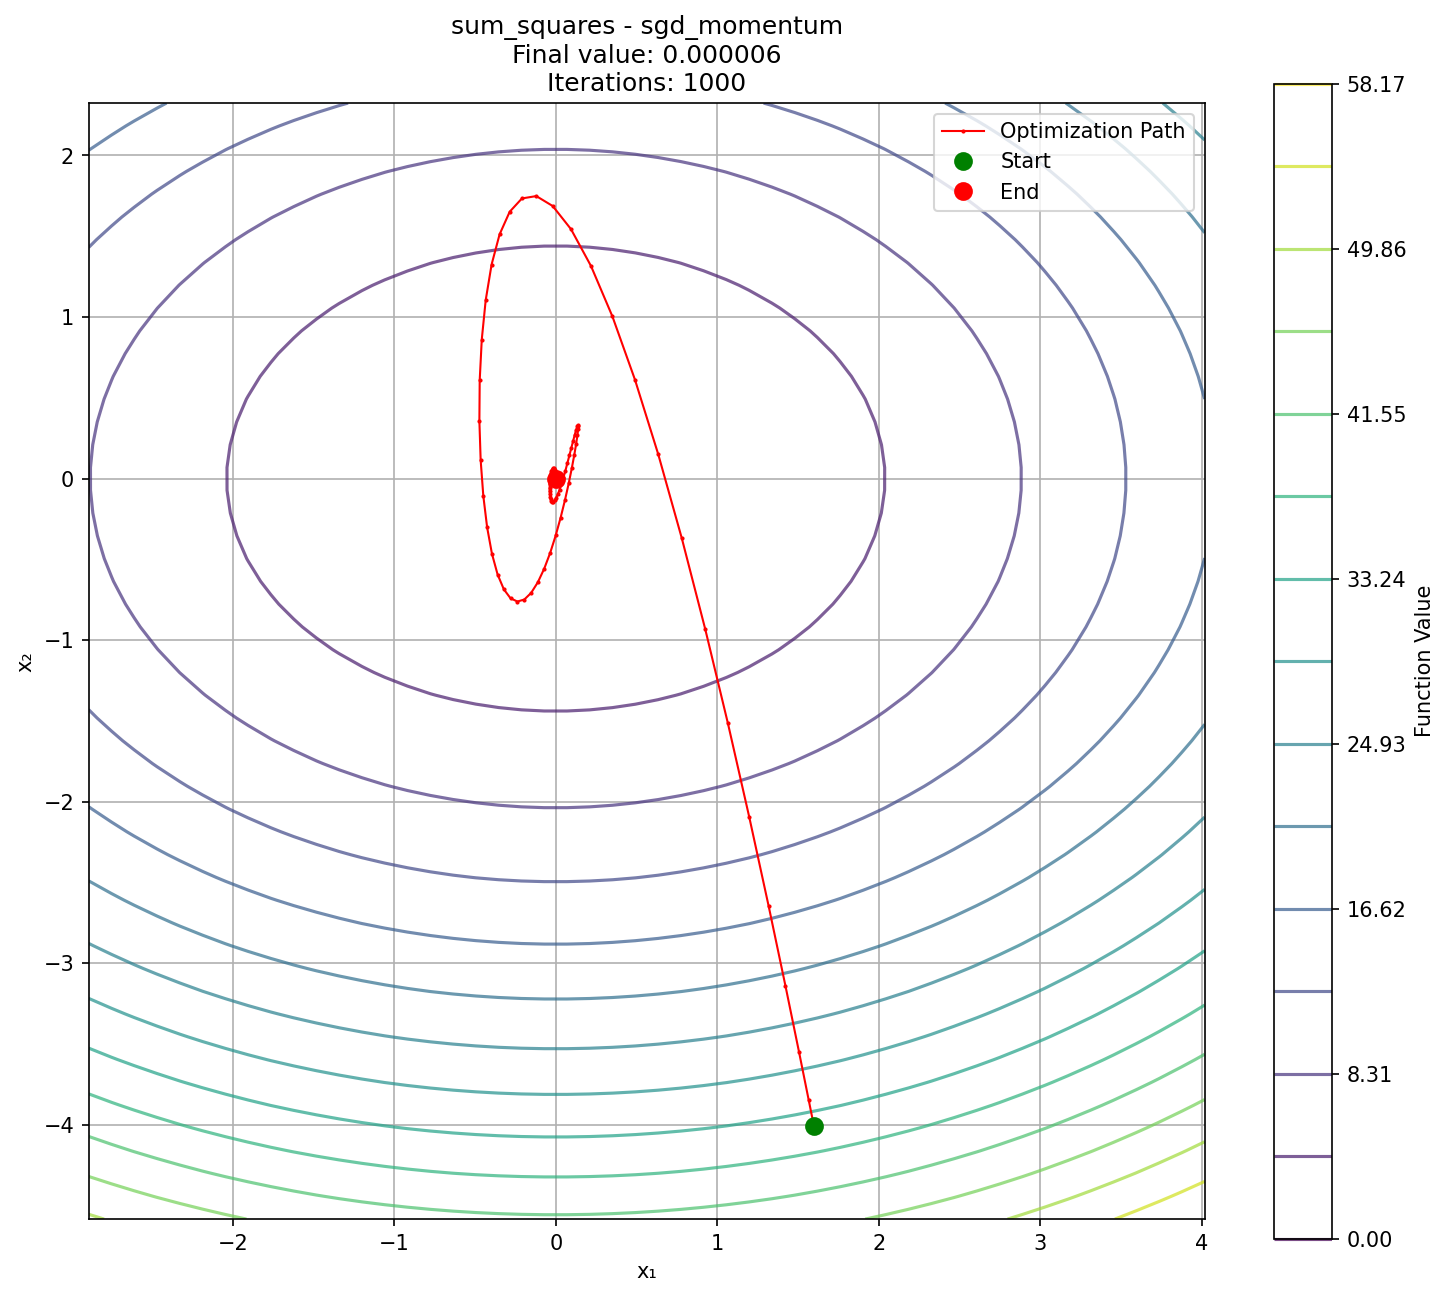 sum_squares - sgd_momentum
Final value: 0.000006
Iterations: 1000
Optimization Path
Start
End
2
1
0
−1
−2
−3
−4
x₂
−2
−1
0
1
2
3
4
x₁
58.17
49.86
41.55
33.24
24.93
16.62
8.31
0.00
Function Value